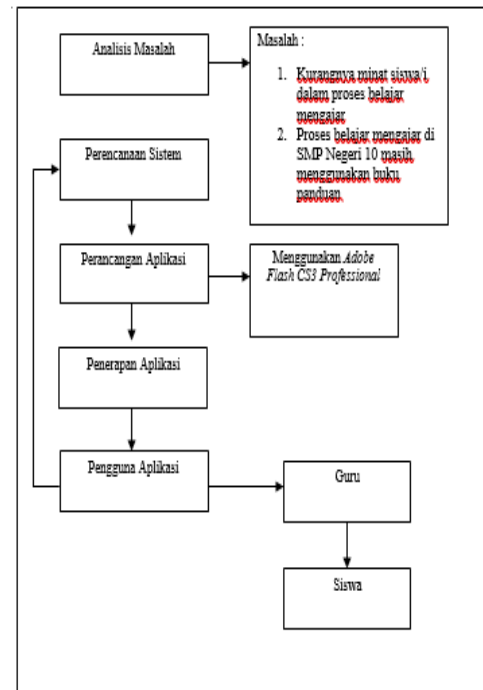 Analisis Masalah
Masalah :
1. Kurangnya minat siswa/i
dalam proses belajar
mengajar
2. Proses belajar mengajar di
SMP Negeri 10 masih
menggunakan buku
panduan
Perencanaan Sistem
Perancangan Aplikasi
Menggunakan Adobe
Flash CS3 Professional
Penerapan Aplikasi
Pengguna Aplikasi
Guru
Siswa